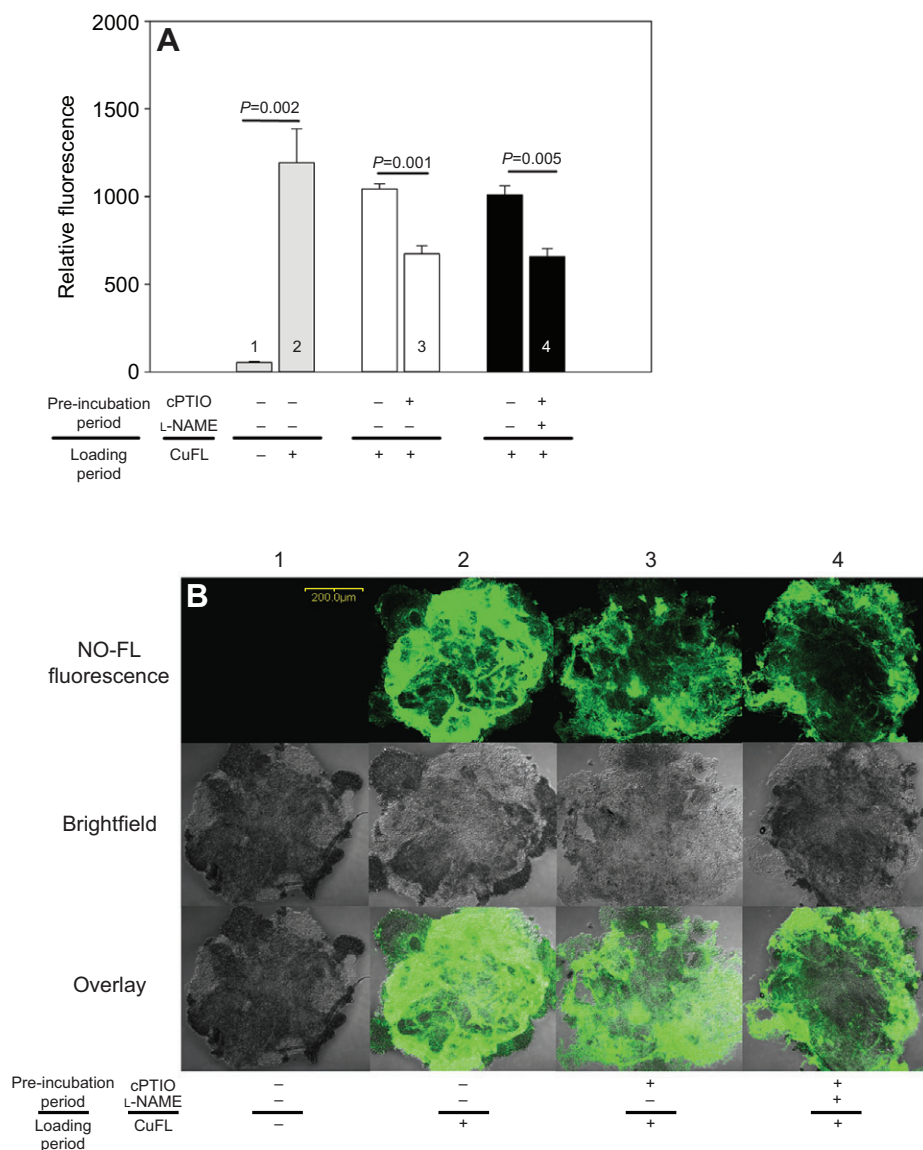 A
2000
1500
1000
500
0
Relative fluorescence
P=0.002
P=0.001
P=0.005
1 2 3 4
Pre-incubation period
cPTIO – – – + – +
L-NAME – – – – – +
Loading period
CuFL – + + + + +
1 2 3 4
B
200.0µm
NO-FL fluorescence
Brightfield
Overlay
Pre-incubation period
cPTIO – – + +
L-NAME – – – +
Loading period
CuFL – + + +